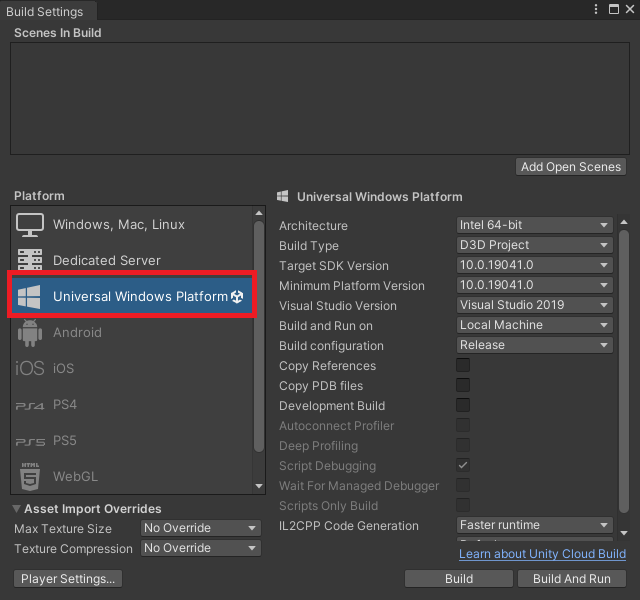 Build Settings
Scenes In Build
Add Open Scenes
Platform
Windows, Mac, Linux
Dedicated Server
Universal Windows Platform
Android
iOS iOS
PS4 PS4
PS5 PS5
HTML 5 WebGL
Asset Import Overrides
Max Texture Size No Override
Texture Compression No Override
Player Settings...
Universal Windows Platform
Architecture Intel 64-bit
Build Type D3D Project
Target SDK Version 10.0.19041.0
Minimum Platform Version 10.0.19041.0
Visual Studio Version Visual Studio 2019
Build and Run on Local Machine
Build configuration Release
Copy References
Copy PDB files
Development Build
Autoconnect Profiler
Deep Profiling
Script Debugging
Wait For Managed Debugger
Scripts Only Build
IL2CPP Code Generation Faster runtime
Learn about Unity Cloud Build
Build Build And Run